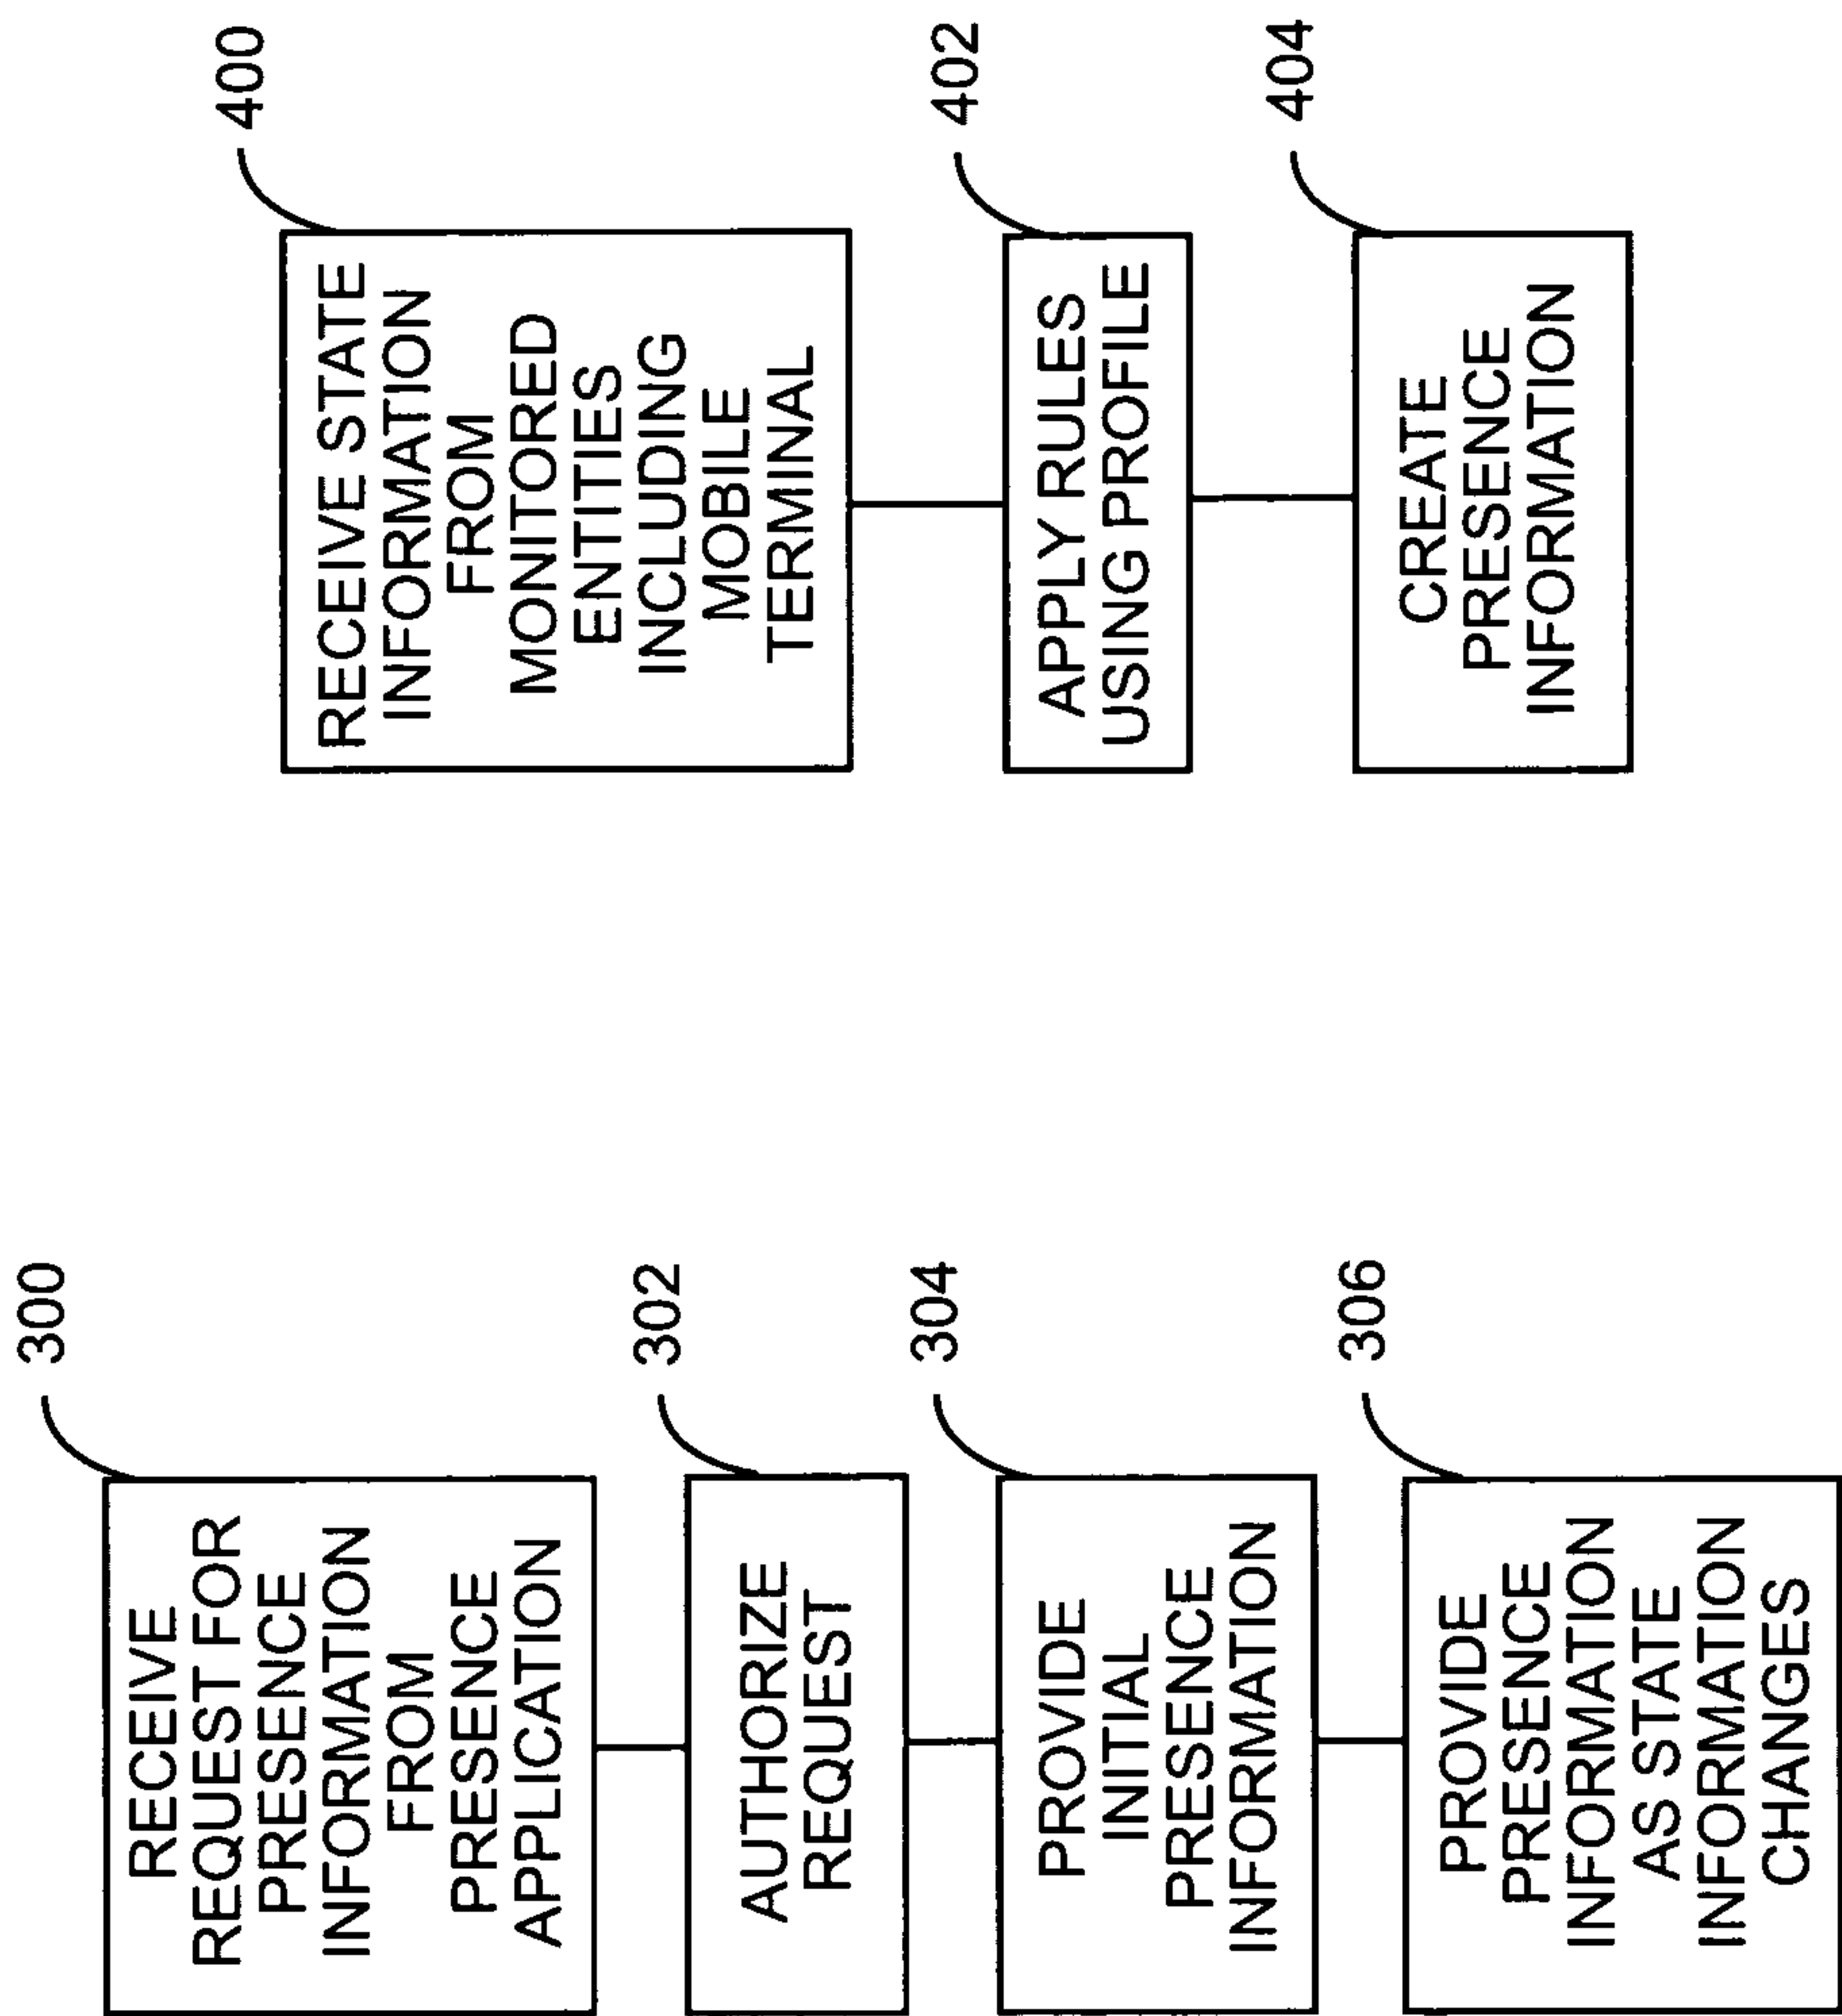 300
RECEIVE
REQUEST FOR
PRESENCE
INFORMATION
FROM
PRESENCE
APPLICATION
302
AUTHORIZE
REQUEST
304
PROVIDE
INITIAL
PRESENCE
INFORMATION
306
PROVIDE
PRESENCE
INFORMATION
AS STATE
INFORMATION
CHANGES
400
RECEIVE STATE
INFORMATION
FROM
MONITORED
ENTITIES
INCLUDING
MOBILE
TERMINAL
402
APPLY RULES
USING PROFILE
404
CREATE
PRESENCE
INFORMATION